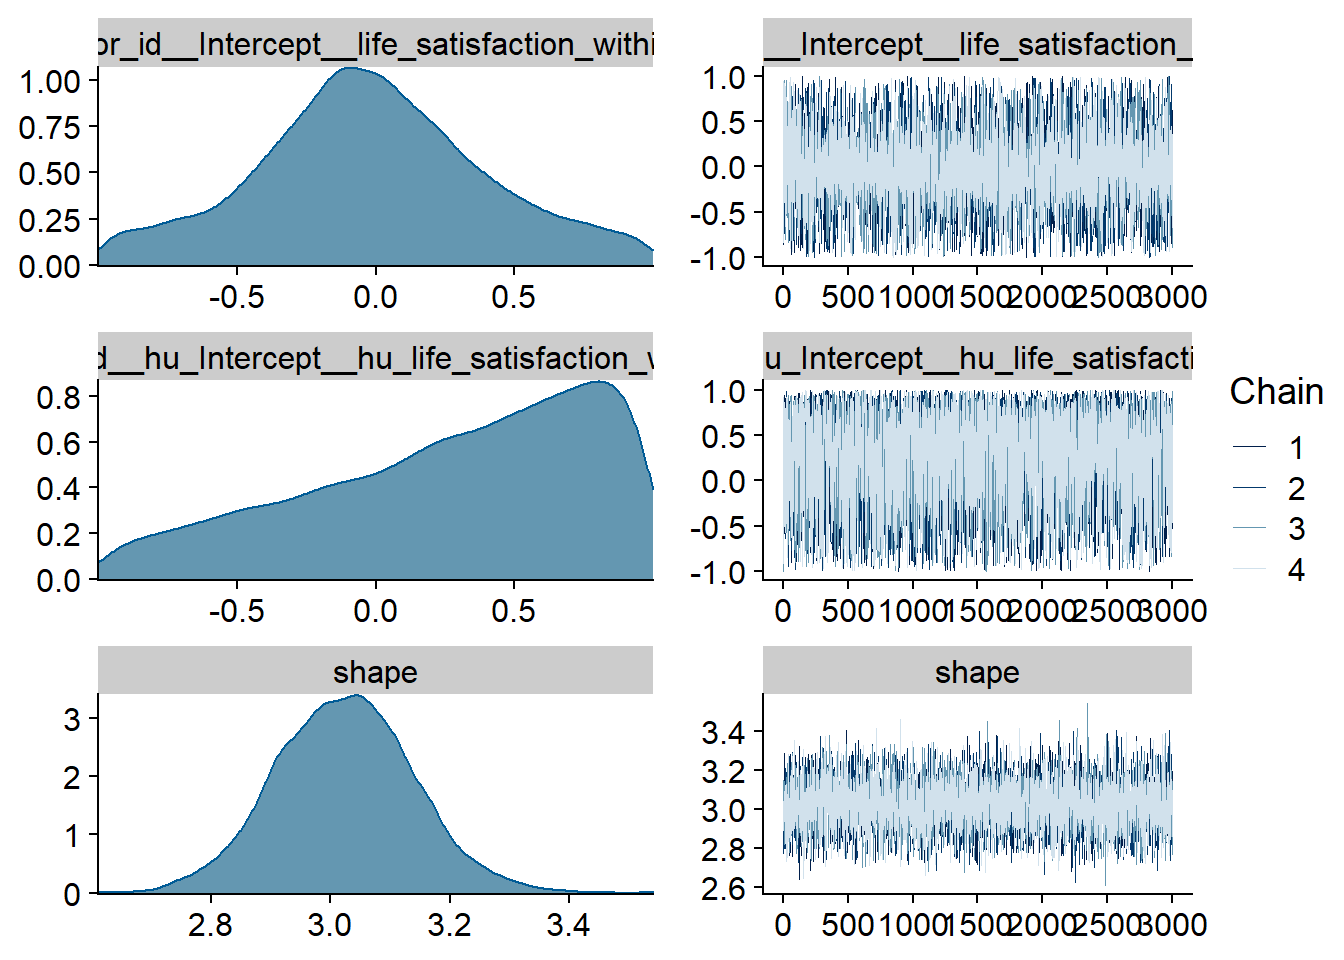 or_id__Intercept__life_satisfaction_withi
1.00
0.75
0.50
0.25
0.00
-0.5 0.0 0.5
__Intercept__life_satisfaction_
1.0
0.5
0.0
-0.5
-1.0
0 500 1000 1500 2000 2500 3000
d__hu_Intercept__hu_life_satisfaction_w
0.8
0.6
0.4
0.2
0.0
-0.5 0.0 0.5
u_Intercept__hu_life_satisfacti
1.0
0.5
0.0
-0.5
-1.0
0 500 1000 1500 2000 2500 3000
shape
3
2
1
0
2.8 3.0 3.2 3.4
shape
3.4
3.2
3.0
2.8
2.6
0 500 1000 1500 2000 2500 3000
Chain
1
2
3
4